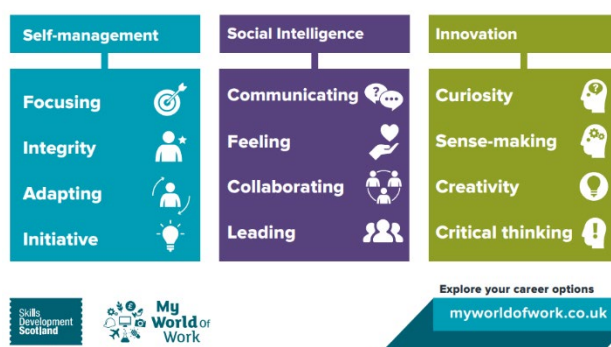 Self-management
Focusing
Integrity
Adapting
Initiative
Social Intelligence
Communicating
Feeling
Collaborating
Leading
Innovation
Curiosity
Sense-making
Creativity
Critical thinking
Skills
Development
Scotland
My
World of
Work
Explore your career options
myworldofwork.co.uk